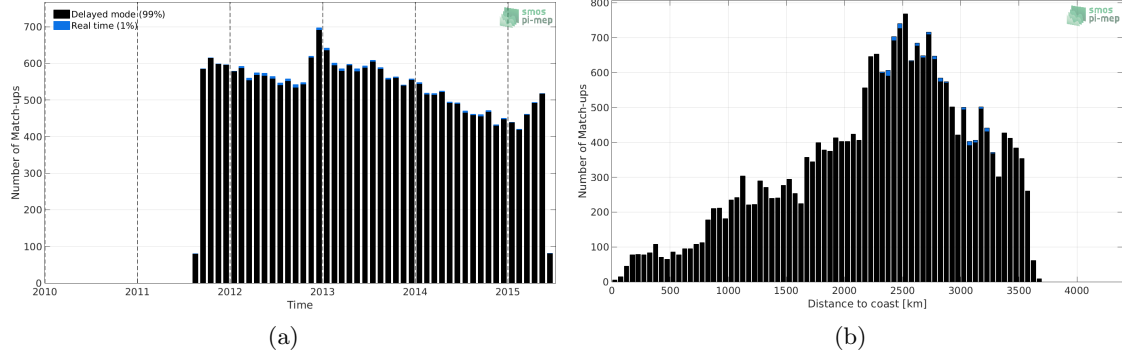 Delayed mode (99%)
Real time (1%)
smos
pi-mep
700
600
500
400
300
200
100
0
Number of Match-ups
2010
2011
2012
2013
2014
2015
Time
(a)
smos
pi-mep
800
700
600
500
400
300
200
100
0
Number of Match-ups
0
500
1000
1500
2000
2500
3000
3500
4000
Distance to coast [km]
(b)